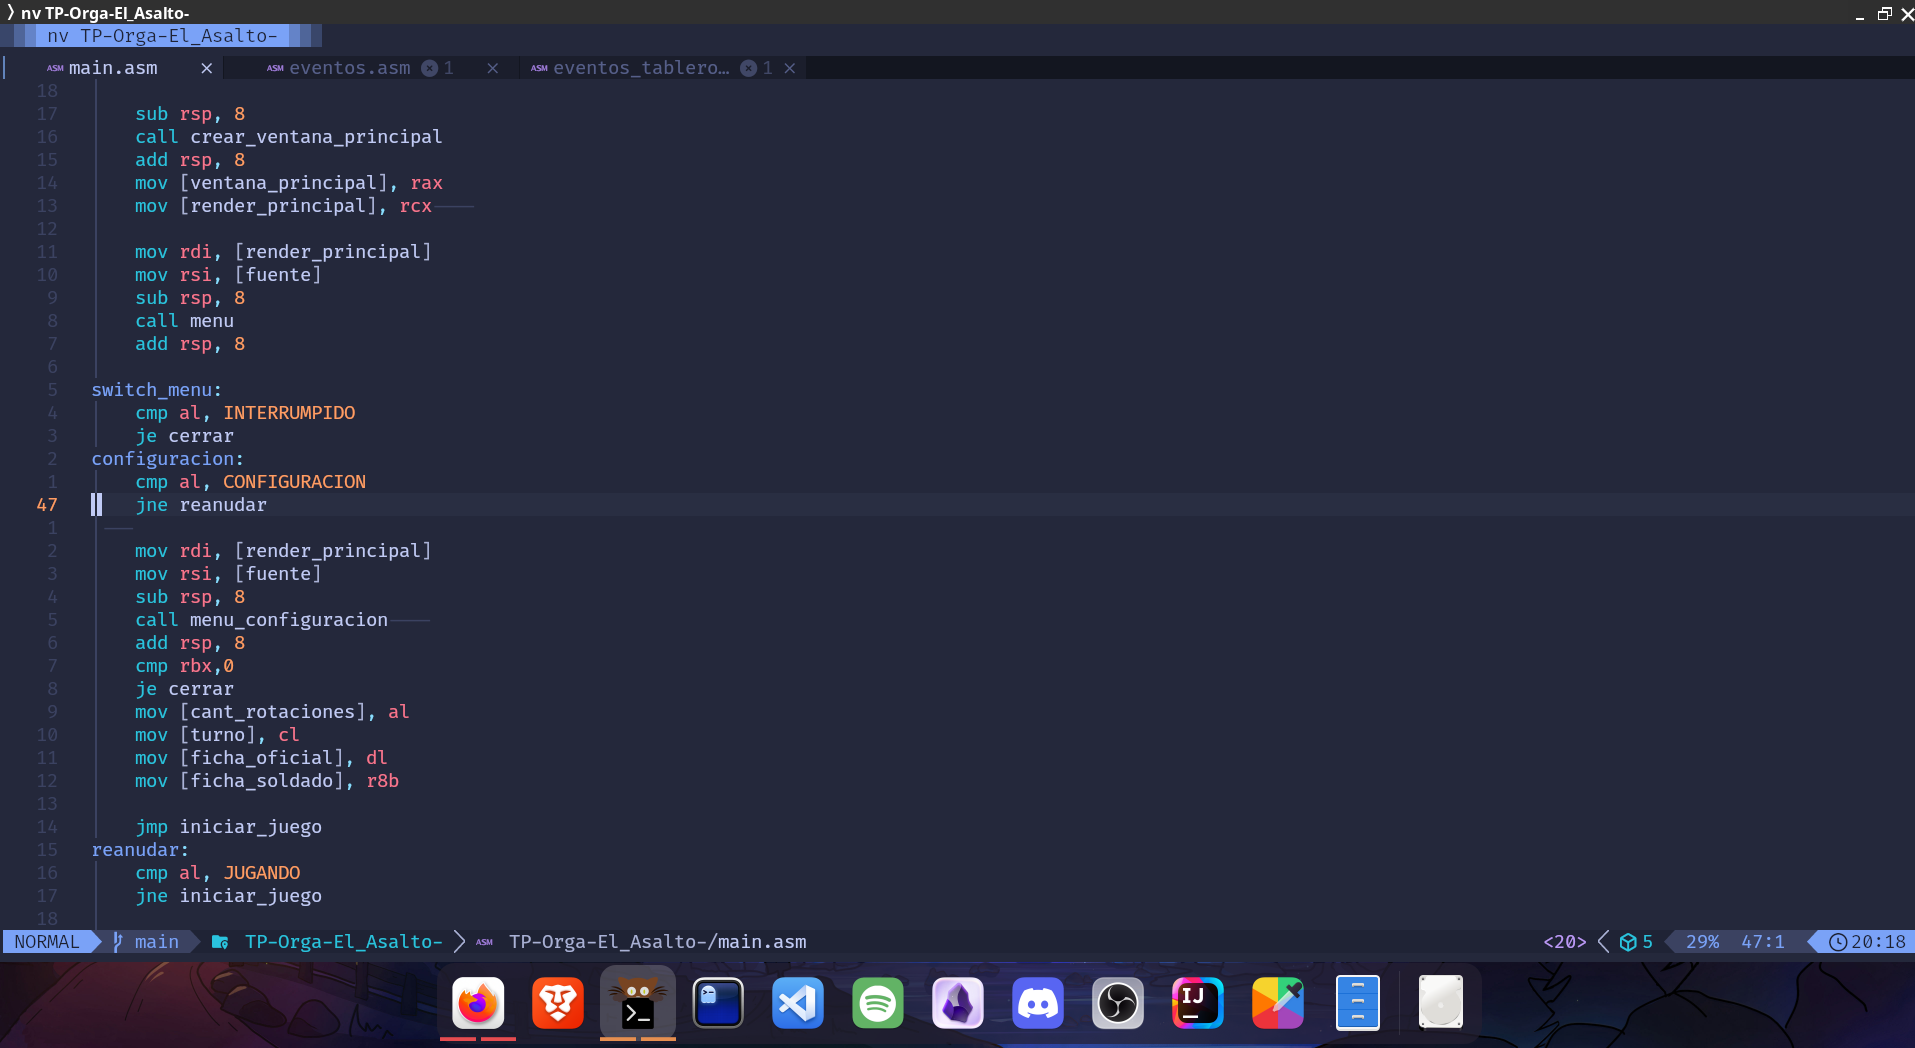 ❭ nv TP-Orga-El_Asalto-
nv TP-Orga-El_Asalto-
ASM main.asm × ASM eventos.asm 1 × ASM eventos_tablero… 1 ×
18
17 sub rsp, 8
16 call crear_ventana_principal
15 add rsp, 8
14 mov [ventana_principal], rax
13 mov [render_principal], rcx
12
11 mov rdi, [render_principal]
10 mov rsi, [fuente]
9 sub rsp, 8
8 call menu
7 add rsp, 8
6
5 switch_menu:
4 cmp al, INTERRUMPIDO
3 je cerrar
2 configuracion:
1 cmp al, CONFIGURACION
47 jne reanudar
1
2 mov rdi, [render_principal]
3 mov rsi, [fuente]
4 sub rsp, 8
5 call menu_configuracion
6 add rsp, 8
7 cmp rbx,0
8 je cerrar
9 mov [cant_rotaciones], al
10 mov [turno], cl
11 mov [ficha_oficial], dl
12 mov [ficha_soldado], r8b
13
14 jmp iniciar_juego
15 reanudar:
16 cmp al, JUGANDO
17 jne iniciar_juego
18
NORMAL main TP-Orga-El_Asalto- ASM TP-Orga-El_Asalto-/main.asm <20> 5 29% 47:1 20:18
IJ